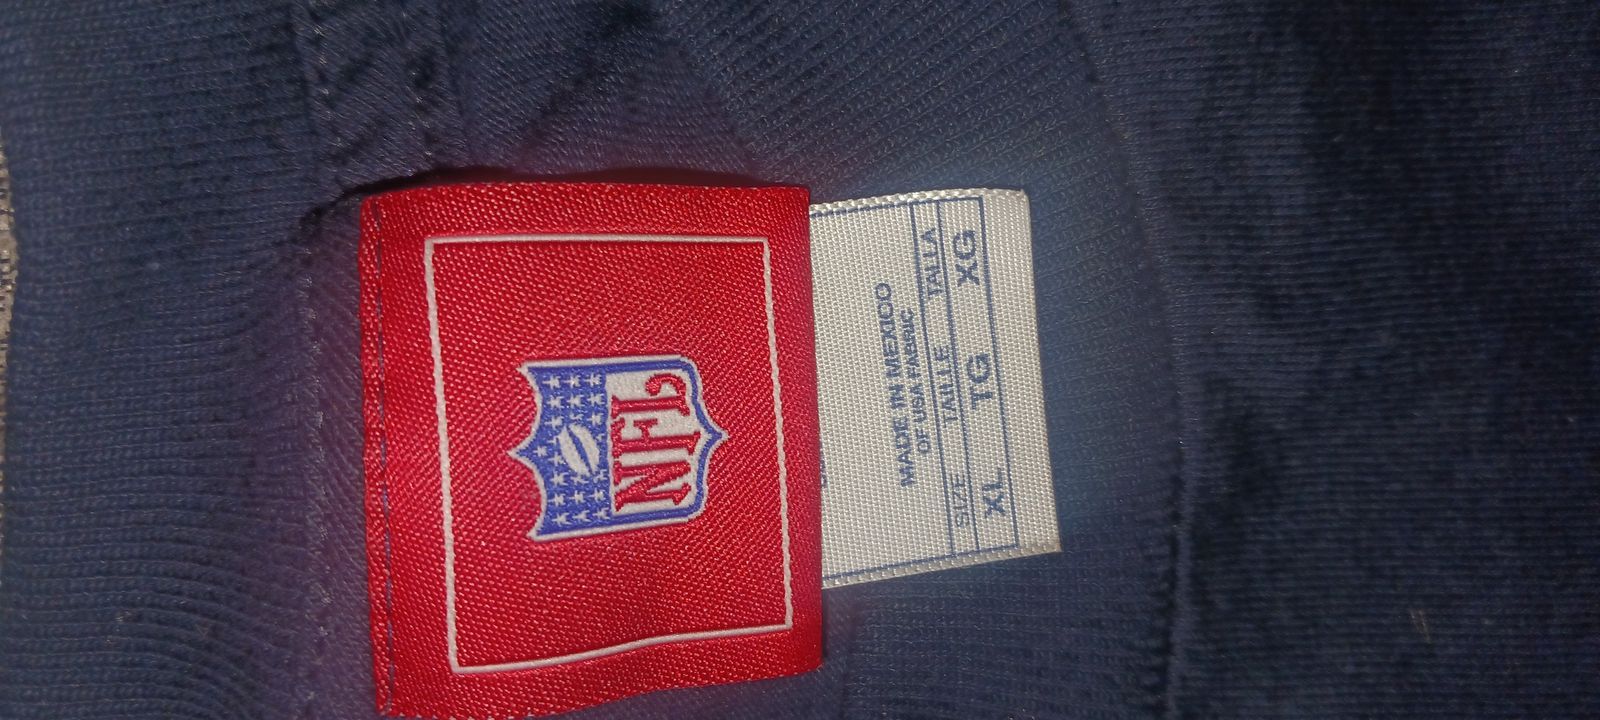 NFL
MADE IN MEXICO
OF USA FABRIC
SIZE TAILLE TALLA
XL TG XG